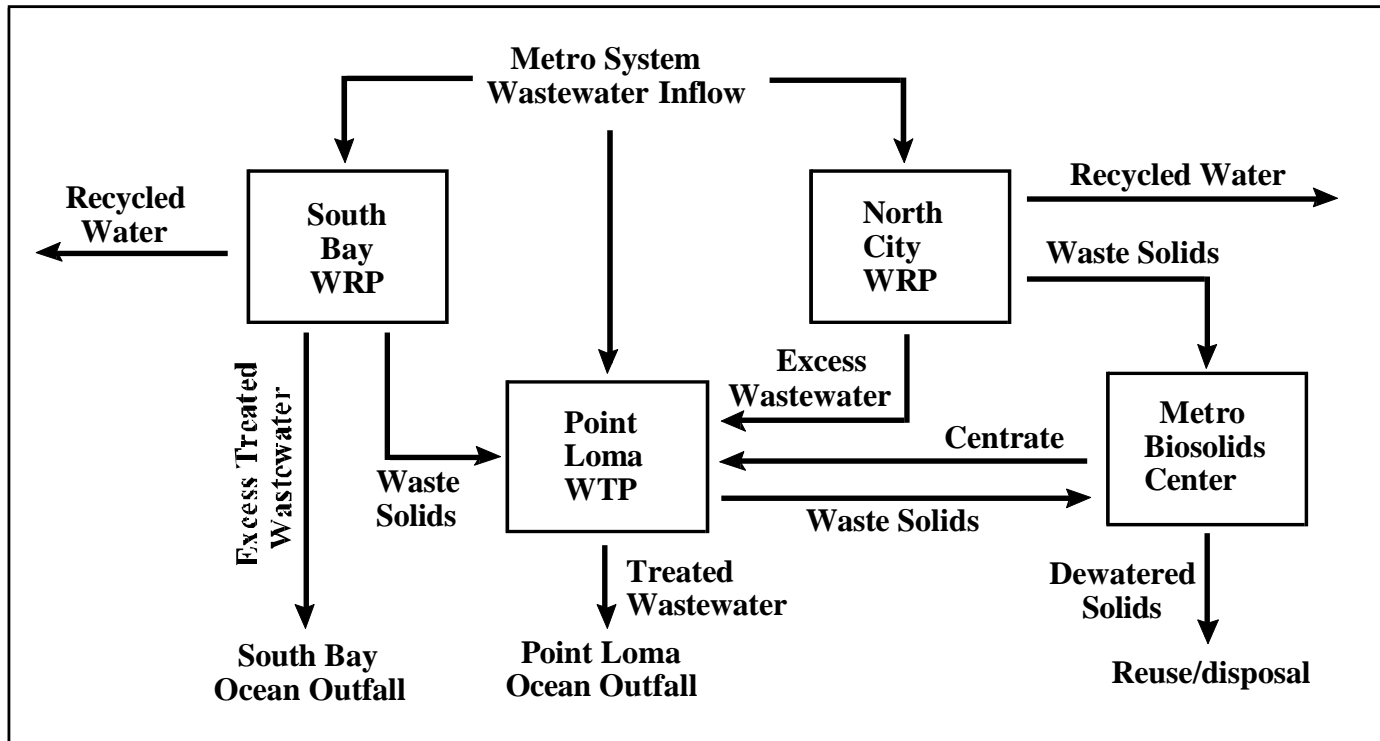 Metro System
Wastewater Inflow
Recycled
Water
South
Bay
WRP
North
City
WRP
Recycled Water
Waste Solids
Excess Treated
Wastewater
Waste
Solids
Point
Loma
WTP
Excess
Wastewater
Centrate
Waste Solids
Metro
Biosolids
Center
Treated
Wastewater
Dewatered
Solids
South Bay
Ocean Outfall
Point Loma
Ocean Outfall
Reuse/disposal